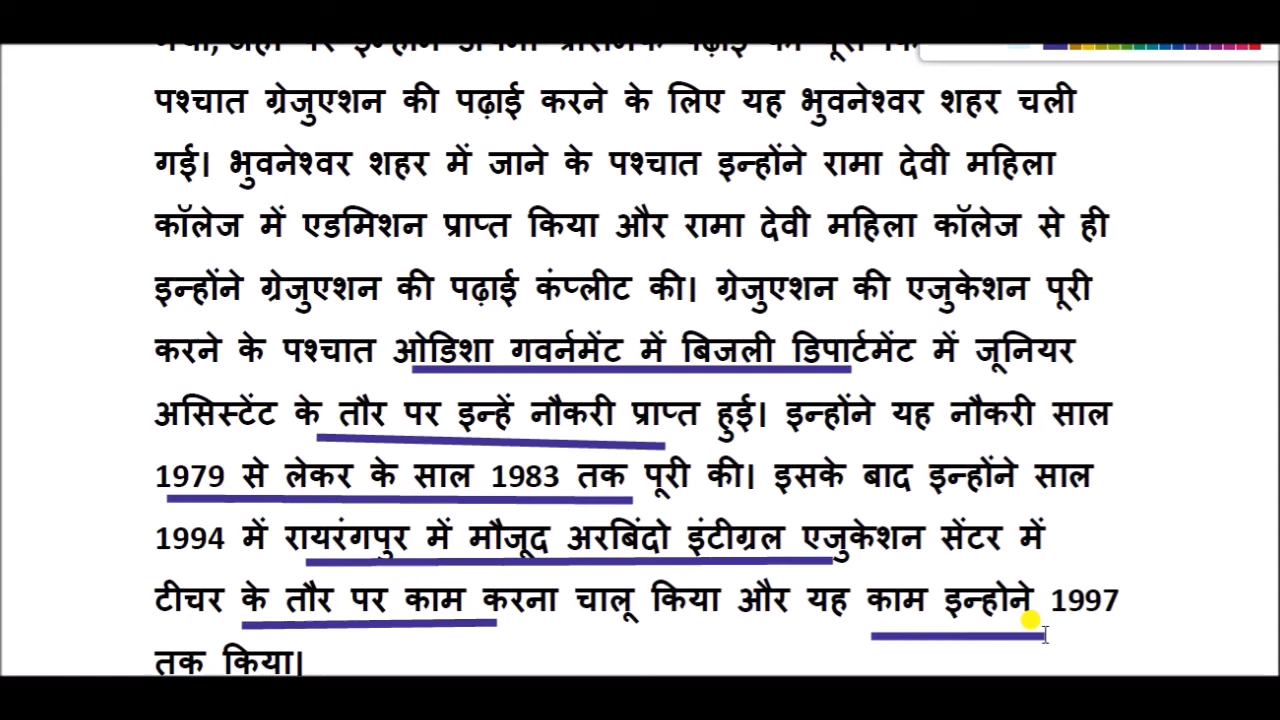 पश्चात ग्रेजुएशन की पढ़ाई करने के लिए यह भुवनेश्वर शहर चली
गई। भुवनेश्वर शहर में जाने के पश्चात इन्होंने रामा देवी महिला
कॉलेज में एडमिशन प्राप्त किया और रामा देवी महिला कॉलेज से ही
इन्होंने ग्रेजुएशन की पढ़ाई कंप्लीट की। ग्रेजुएशन की एजुकेशन पूरी
करने के पश्चात ओडिशा गवर्नमेंट में बिजली डिपार्टमेंट में जूनियर
असिस्टेंट के तौर पर इन्हें नौकरी प्राप्त हुई। इन्होंने यह नौकरी साल
1979 से लेकर के साल 1983 तक पूरी की। इसके बाद इन्होंने साल
1994 में रायरंगपुर में मौजूद अरबिंदो इंटीग्रल एजुकेशन सेंटर में
टीचर के तौर पर काम करना चालू किया और यह काम इन्होने 1997
तक किया।